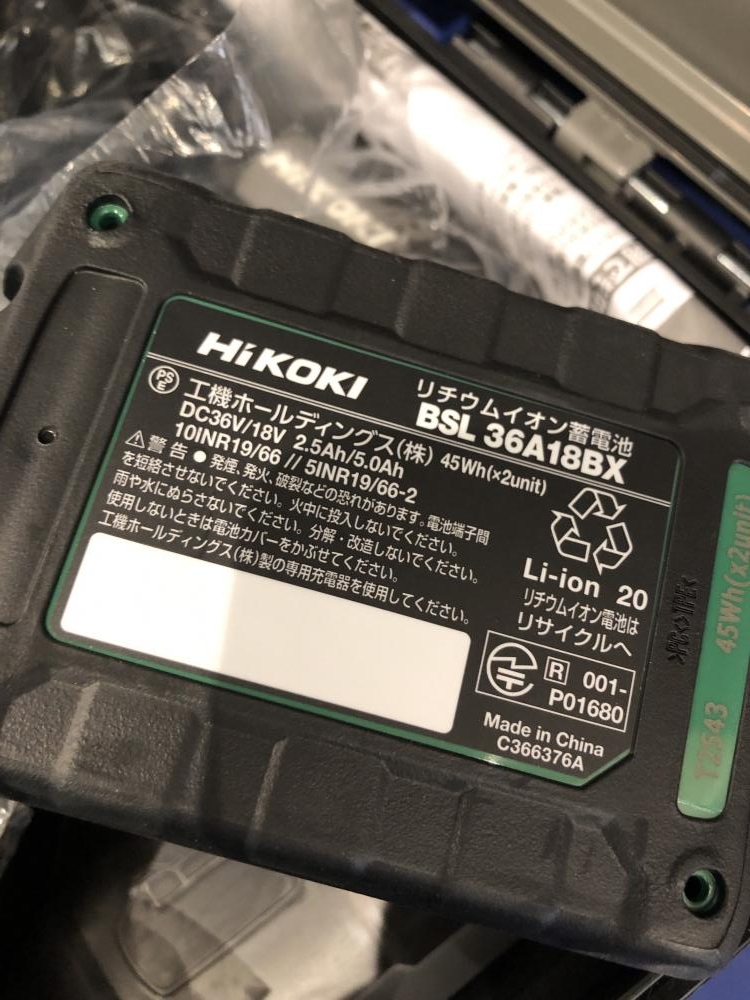 HiKOKI
HiKOKI
リチウムイオン蓄電池
BSL 36A18BX
PSE
工機ホールディングス(株)
DC36V/18V 2.5Ah/5.0Ah 45Wh(×2unit)
10INR19/66 // 5INR19/66-2
⚠警告 ● 発煙、発火、破裂などの恐れがあります。電池端子間
を短絡させないでください。火中に投入しないでください。
雨や水にぬらさないでください。分解・改造しないでください。
使用しないときは電池カバーをかぶせてください。
工機ホールディングス(株)製の専用充電器を使用してください。
Li-ion 20
リチウムイオン電池は
リサイクルへ
R 001-
P01680
Made in China
C366376A
>PC<>TPE<
T2543 45Wh(x2unit)